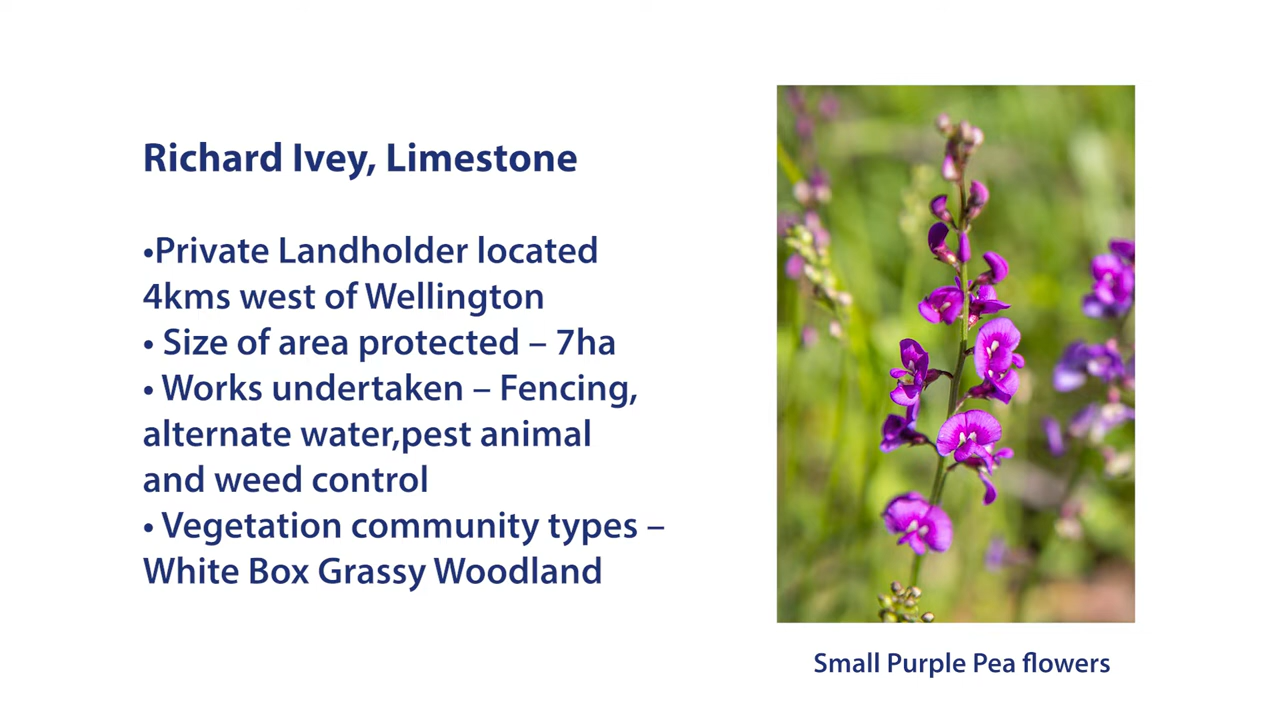 Richard Ivey, Limestone
•Private Landholder located
4kms west of Wellington
• Size of area protected – 7ha
• Works undertaken – Fencing,
alternate water,pest animal
and weed control
• Vegetation community types –
White Box Grassy Woodland
Small Purple Pea flowers